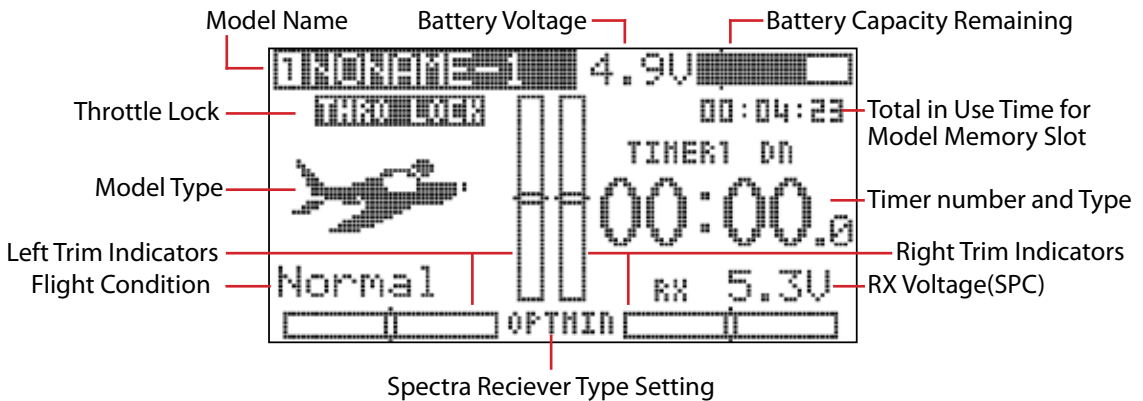 Model Name
Battery Voltage
Battery Capacity Remaining
1 NONAME-1
4.9V
Throttle Lock
THRO LOCK
00:04:23
Total in Use Time for
Model Memory Slot
TIMER1 DN
Model Type
00:00.0
Timer number and Type
Left Trim Indicators
Right Trim Indicators
Flight Condition
Normal
RX 5.3V
RX Voltage(SPC)
OPTMIN
Spectra Reciever Type Setting